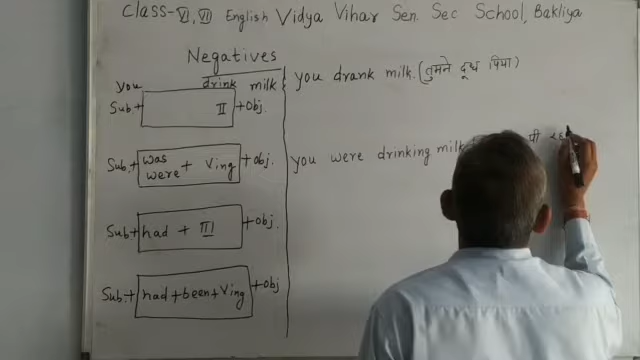 Class-VI, VII English Vidya Vihar Sen. Sec School, Bakliya
Negatives
you drink milk
Sub+ II +Obj.
Sub+ was were + Ving +Obj.
Sub+ had + III +Obj.
Sub+ had+been+Ving +Obj
you drank milk. (तुमने दूध पिया)
you were drinking milk पी